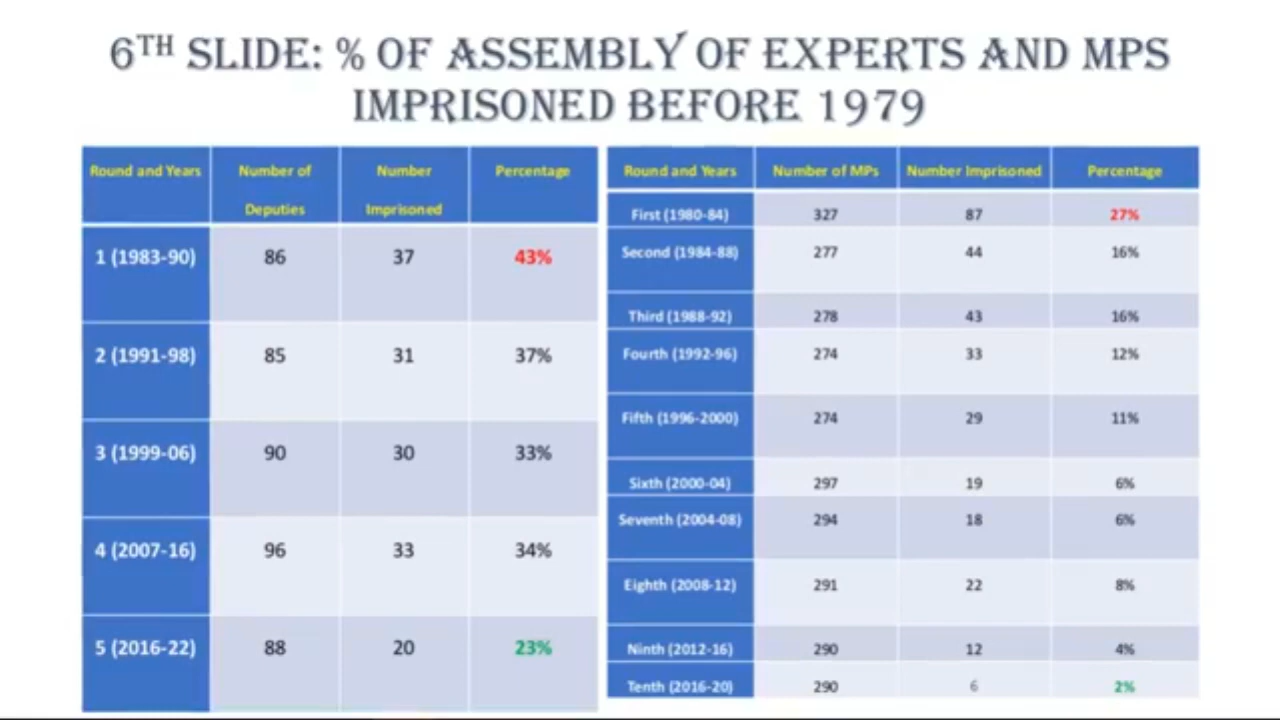 6TH SLIDE: % OF ASSEMBLY OF EXPERTS AND MPS
IMPRISONED BEFORE 1979
Round and Years Number of Deputies Number Imprisoned Percentage
1 (1983-90) 86 37 43%
2 (1991-98) 85 31 37%
3 (1999-06) 90 30 33%
4 (2007-16) 96 33 34%
5 (2016-22) 88 20 23%
Round and Years Number of MPs Number Imprisoned Percentage
First (1980-84) 327 87 27%
Second (1984-88) 277 44 16%
Third (1988-92) 278 43 16%
Fourth (1992-96) 274 33 12%
Fifth (1996-2000) 274 29 11%
Sixth (2000-04) 297 19 6%
Seventh (2004-08) 294 18 6%
Eighth (2008-12) 291 22 8%
Ninth (2012-16) 290 12 4%
Tenth (2016-20) 290 6 2%